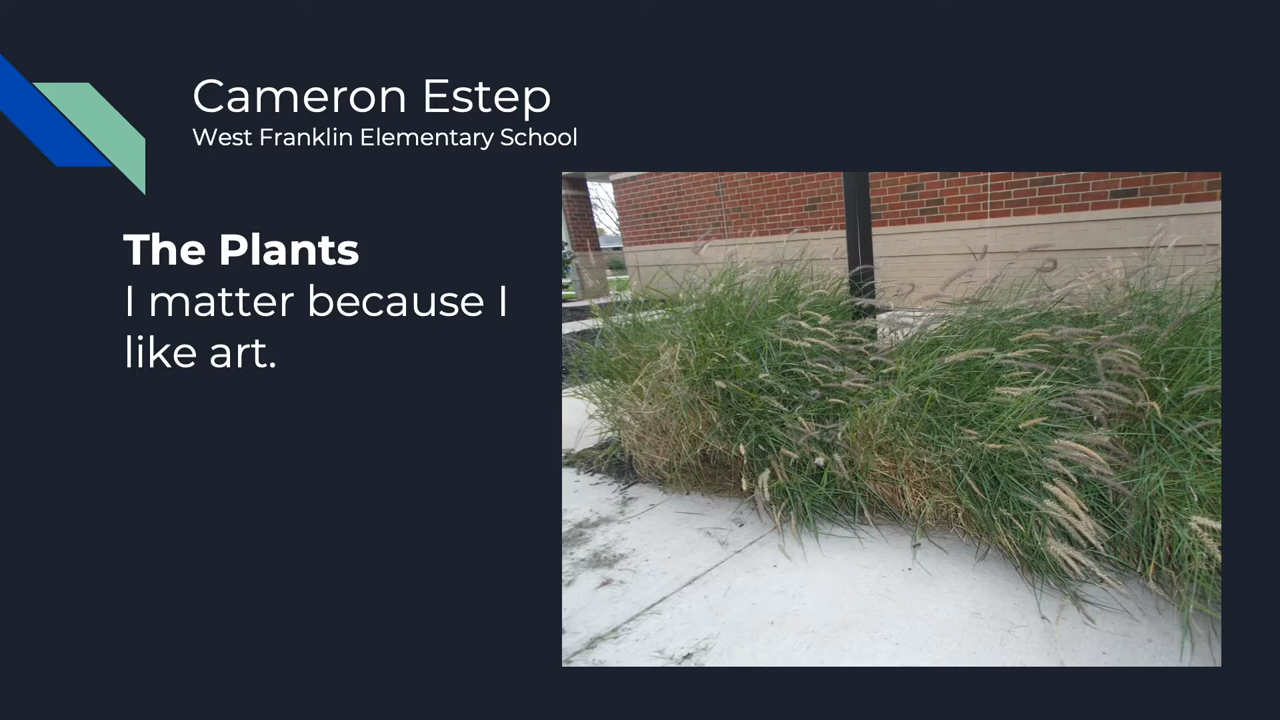 Cameron Estep
West Franklin Elementary School
The Plants
I matter because I
like art.